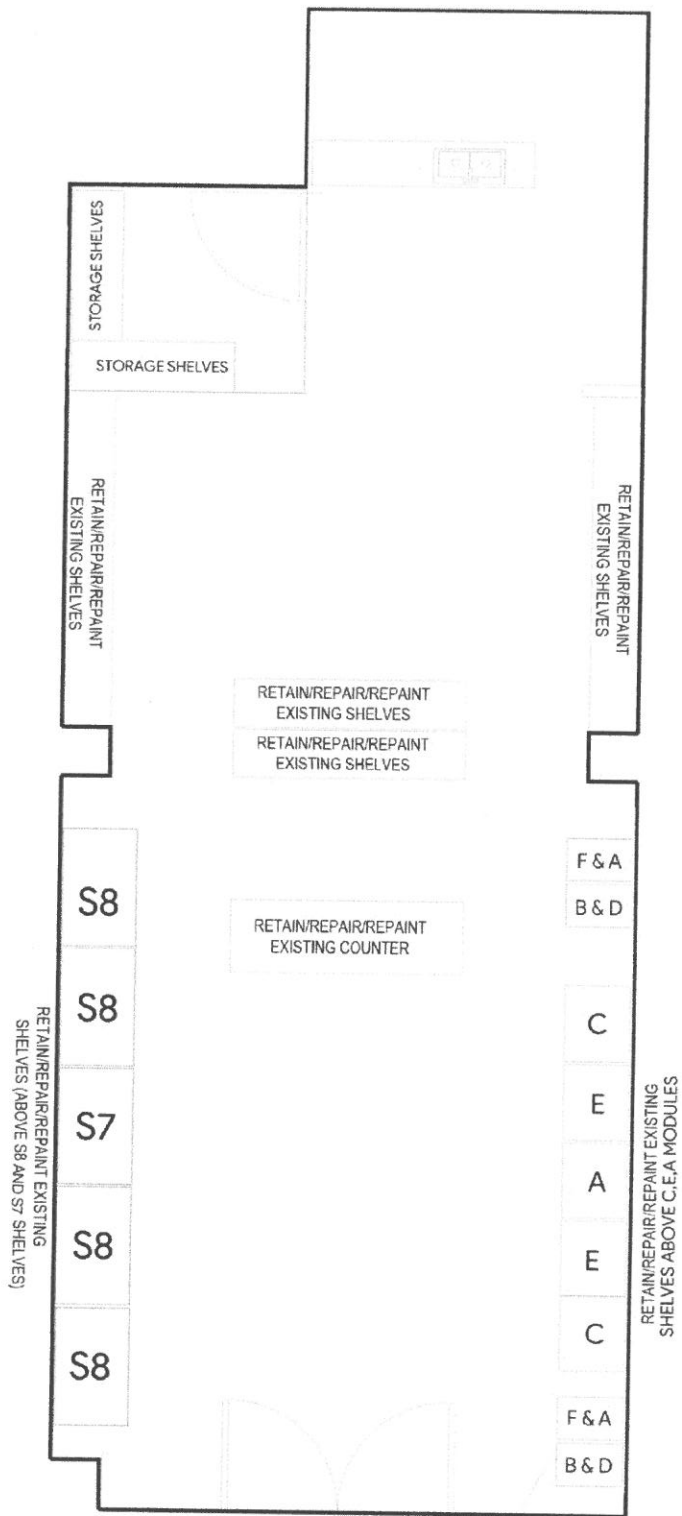 STORAGE SHELVES
STORAGE SHELVES
RETAIN/REPAIR/REPAINT
EXISTING SHELVES
RETAIN/REPAIR/REPAINT
EXISTING SHELVES
RETAIN/REPAIR/REPAINT
EXISTING SHELVES
RETAIN/REPAIR/REPAINT
EXISTING SHELVES
S8
S8
S7
S8
S8
RETAIN/REPAIR/REPAINT EXISTING
SHELVES (ABOVE S8 AND S7 SHELVES)
RETAIN/REPAIR/REPAINT
EXISTING COUNTER
F & A
B & D
C
E
A
E
C
F & A
B & D
RETAIN/REPAIR/REPAINT EXISTING
SHELVES ABOVE C,E,A MODULES